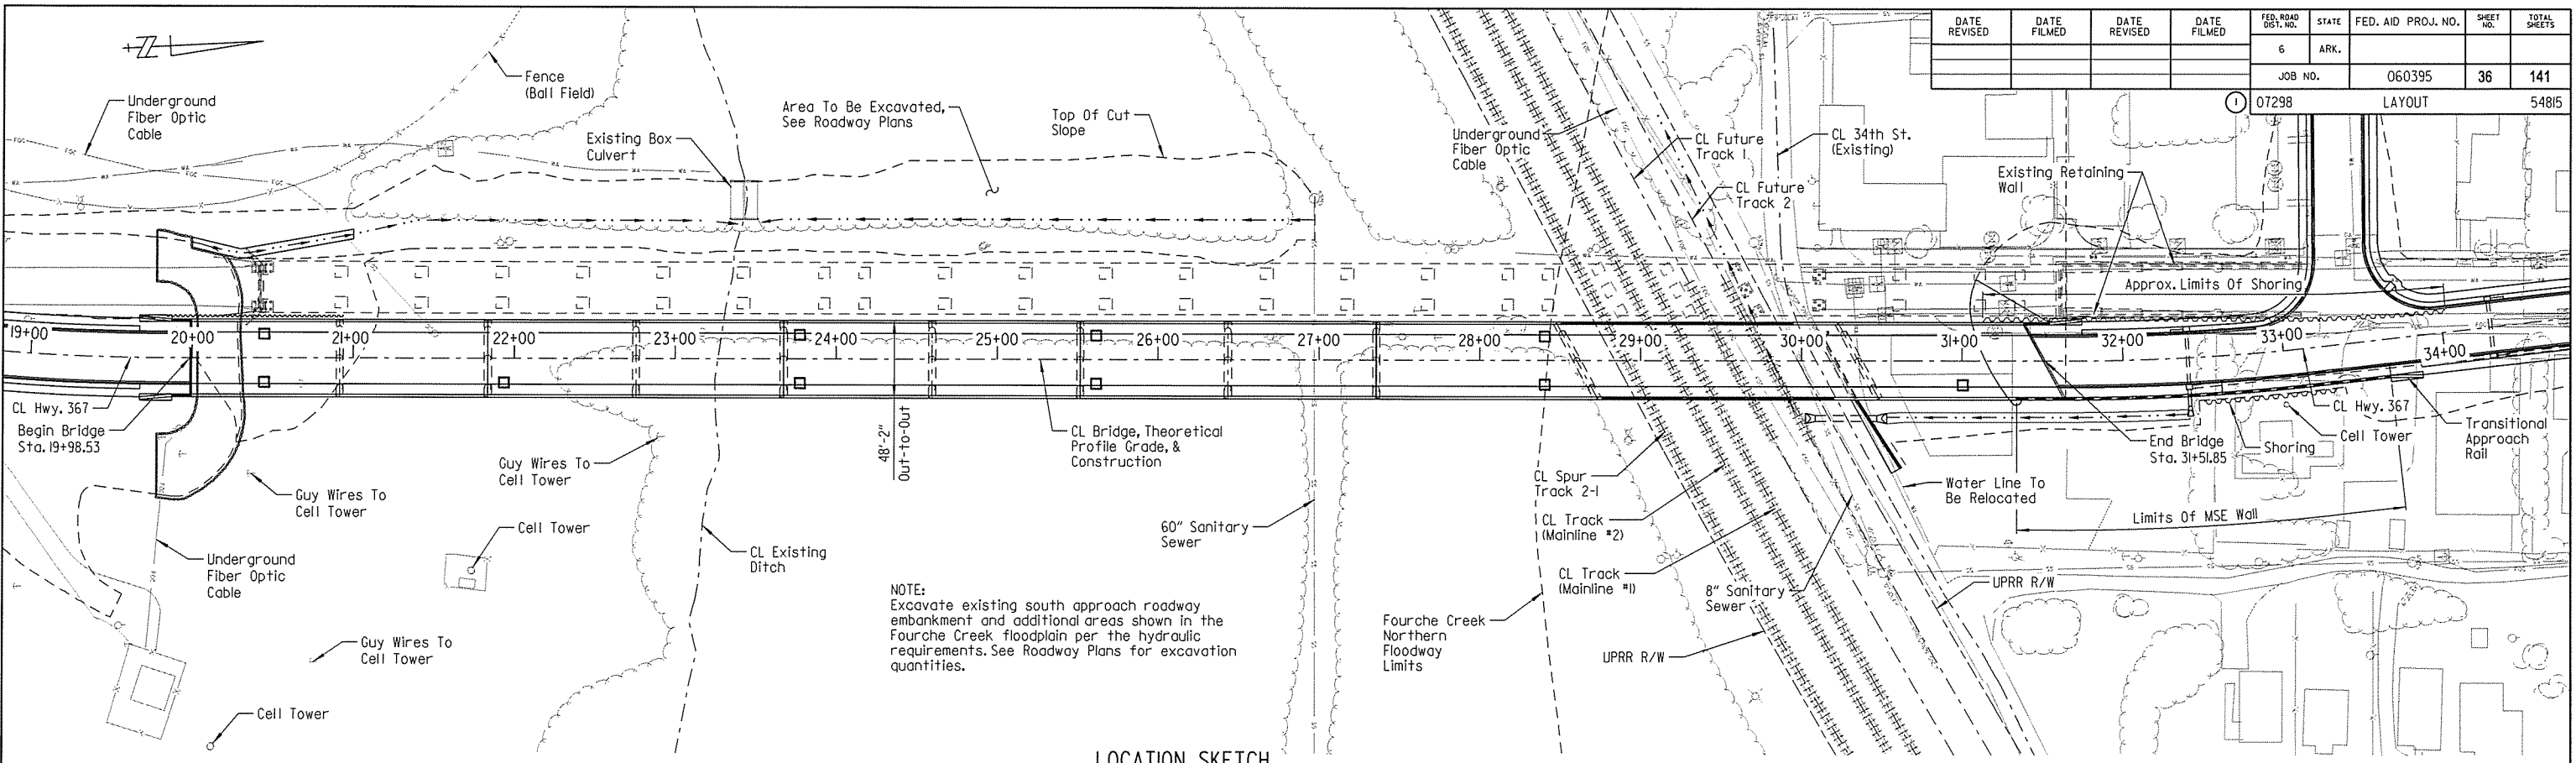 DATE REVISED
DATE FILMED
DATE REVISED
DATE FILMED
FED. ROAD DIST. NO.
STATE
FED. AID PROJ. NO.
SHEET NO.
TOTAL SHEETS
6
ARK.
JOB NO.
060395
36
141
1
07298
LAYOUT
54815
Underground
Fiber Optic
Cable
Fence
(Ball Field)
Existing Box
Culvert
Area To Be Excavated,
See Roadway Plans
Top Of Cut
Slope
Underground
Fiber Optic
Cable
CL Future
Track 1
CL Future
Track 2
CL 34th St.
(Existing)
Existing Retaining
Wall
Approx. Limits Of Shoring
19+00
20+00
21+00
22+00
23+00
24+00
25+00
26+00
27+00
28+00
29+00
30+00
31+00
32+00
33+00
34+00
CL Hwy. 367
Begin Bridge
Sta. 19+98.53
48'-2"
Out-to-Out
CL Bridge, Theoretical
Profile Grade, &
Construction
Guy Wires To
Cell Tower
Guy Wires To
Cell Tower
Cell Tower
Underground
Fiber Optic
Cable
CL Existing
Ditch
60" Sanitary
Sewer
CL Spur
Track 2-1
CL Track
(Mainline #2)
CL Track
(Mainline #1)
8" Sanitary
Sewer
End Bridge
Sta. 31+51.85
Shoring
Cell Tower
CL Hwy. 367
Transitional
Approach
Rail
Water Line To
Be Relocated
Limits Of MSE Wall
UPRR R/W
NOTE:
Excavate existing south approach roadway
embankment and additional areas shown in the
Fourche Creek floodplain per the hydraulic
requirements. See Roadway Plans for excavation
quantities.
Fourche Creek
Northern
Floodway
Limits
UPRR R/W
Guy Wires To
Cell Tower
Cell Tower
LOCATION SKETCH